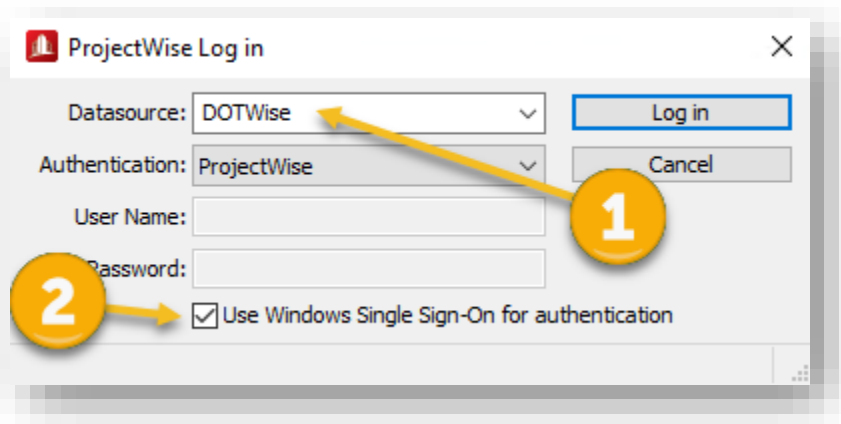 ProjectWise Log in
Datasource: DOTWise Log in
Authentication: ProjectWise Cancel
User Name:
1
Password:
2
Use Windows Single Sign-On for authentication